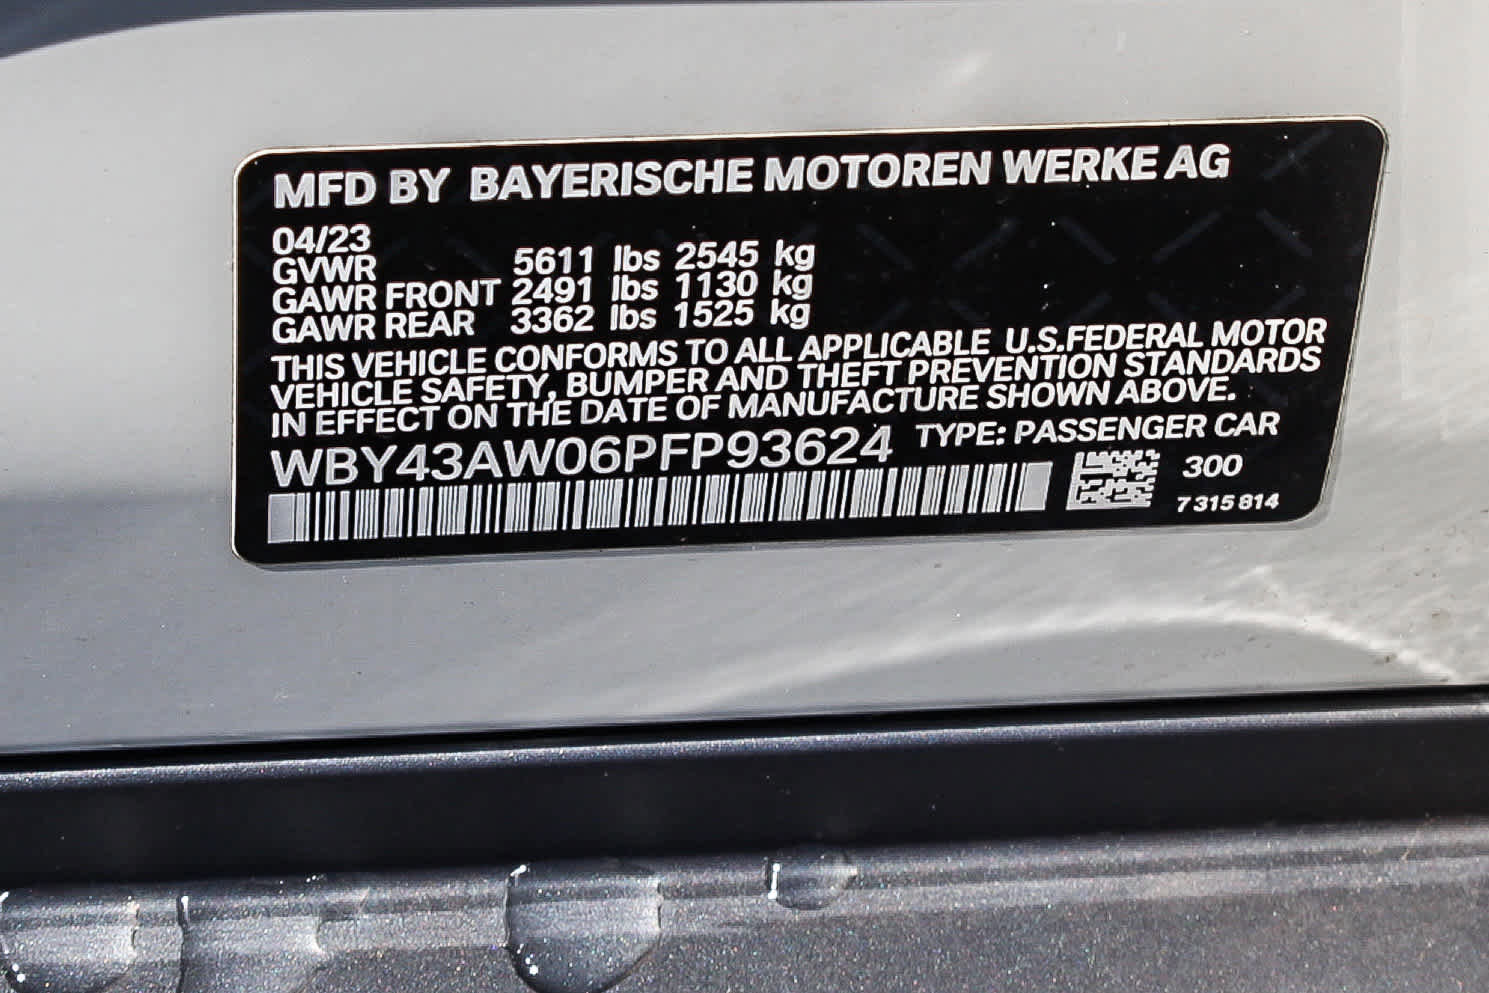 MFD BY BAYERISCHE MOTOREN WERKE AG
04/23
GVWR 5611 lbs 2545 kg
GAWR FRONT 2491 lbs 1130 kg
GAWR REAR 3362 lbs 1525 kg
THIS VEHICLE CONFORMS TO ALL APPLICABLE U.S.FEDERAL MOTOR
VEHICLE SAFETY, BUMPER AND THEFT PREVENTION STANDARDS
IN EFFECT ON THE DATE OF MANUFACTURE SHOWN ABOVE.
WBY43AW06PFP93624 TYPE: PASSENGER CAR
300
7 315 814